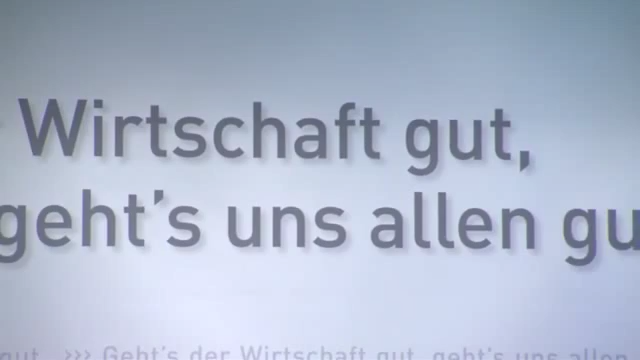 Wirtschaft gut,
geht’s uns allen gu
gut >>> Geht’s der Wirtschaft gut, geht’s uns allen